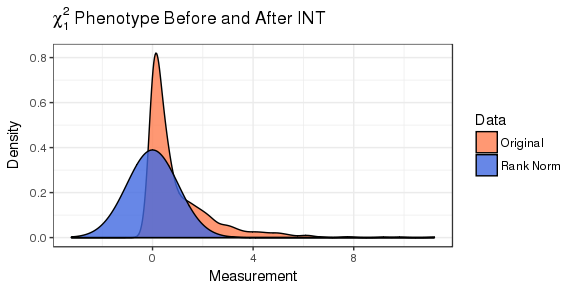 χ₁² Phenotype Before and After INT
0.8
0.6
0.4
0.2
0.0
Density
0
4
8
Measurement
Data
Original
Rank Norm